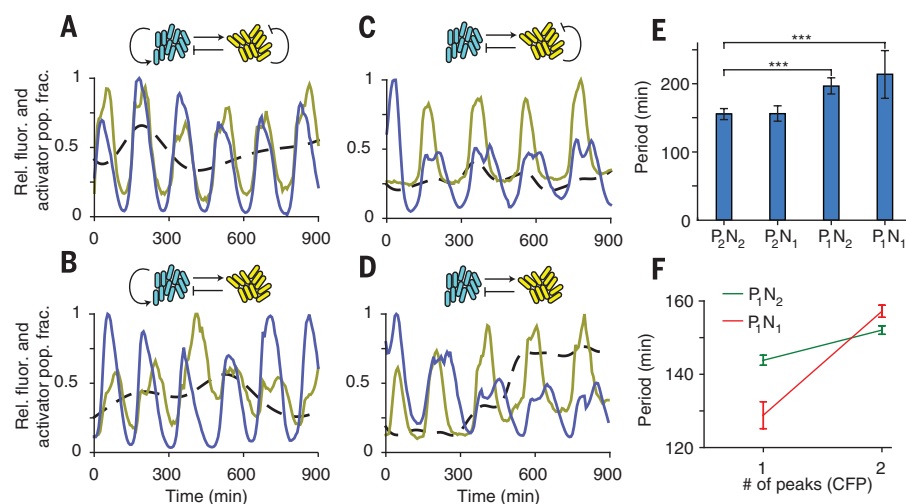 A
Rel. fluor. and
activator pop. frac.
1
0.5
0
0 300 600 900
B
Rel. fluor. and
activator pop. frac.
1
0.5
0
0 300 600 900
Time (min)
C
1
0.5
0
0 300 600 900
D
1
0.5
0
0 300 600 900
Time (min)
E
***
***
Period (min)
200
100
0
P2N2 P2N1 P1N2 P1N1
F
P1N2
P1N1
Period (min)
160
140
120
1 2
# of peaks (CFP)